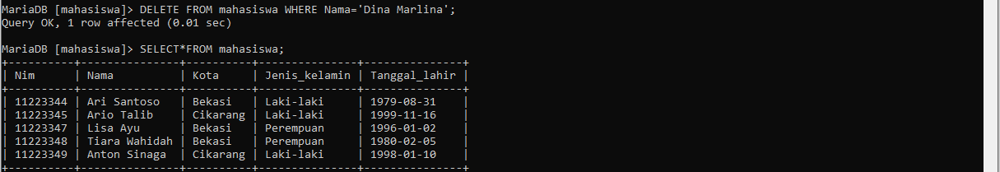 MariaDB [mahasiswa]> DELETE FROM mahasiswa WHERE Nama='Dina Marlina';
Query OK, 1 row affected (0.01 sec)
MariaDB [mahasiswa]> SELECT*FROM mahasiswa;
+----------+---------------+----------+---------------+---------------+
| Nim      | Nama          | Kota     | Jenis_kelamin | Tanggal_lahir |
+----------+---------------+----------+---------------+---------------+
| 11223344 | Ari Santoso   | Bekasi   | Laki-laki     | 1979-08-31    |
| 11223345 | Ario Talib    | Cikarang | Laki-laki     | 1999-11-16    |
| 11223347 | Lisa Ayu      | Bekasi   | Perempuan     | 1996-01-02    |
| 11223348 | Tiara Wahidah | Bekasi   | Perempuan     | 1980-02-05    |
| 11223349 | Anton Sinaga  | Cikarang | Laki-laki     | 1998-01-10    |
+----------+---------------+----------+---------------+---------------+